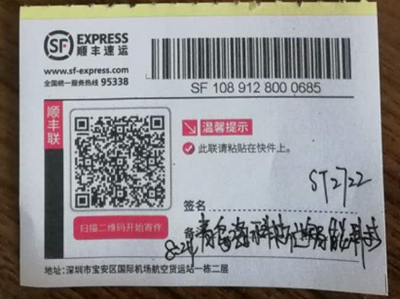 SF EXPRESS
顺丰速运
www.sf-express.com
全国统一服务热线 95338
SF 108 912 800 0685
顺丰联
温馨提示
此联请粘贴在快件上。
ST2722
签名
扫描二维码开始寄件
地址:深圳市宝安区国际机场航空货运站一栋二层